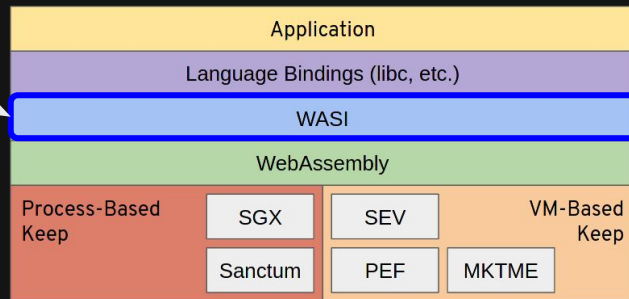 Application
Language Bindings (libc, etc.)
WASI
WebAssembly
Process-Based
Keep
SGX
Sanctum
SEV
PEF
MKTME
VM-Based
Keep